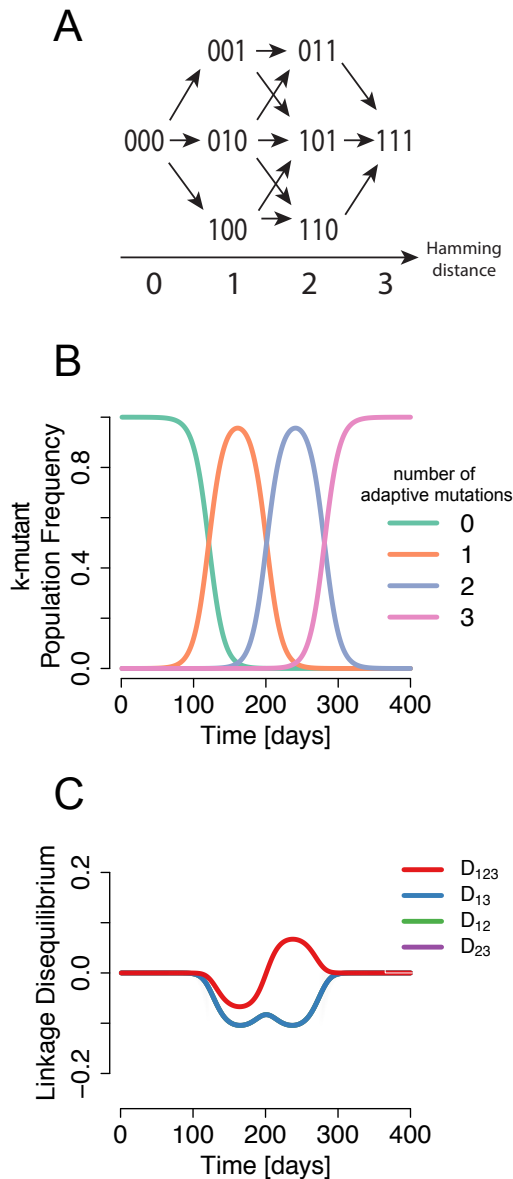 A
001 011
000 010 101 111
100 110
Hamming
distance
0 1 2 3
B
k-mutant
Population Frequency
0.0 0.4 0.8
number of
adaptive mutations
0
1
2
3
0 100 200 300 400
Time [days]
C
Linkage Disequilibrium
−0.2 0.0 0.2
D123
D13
D12
D23
0 100 200 300 400
Time [days]